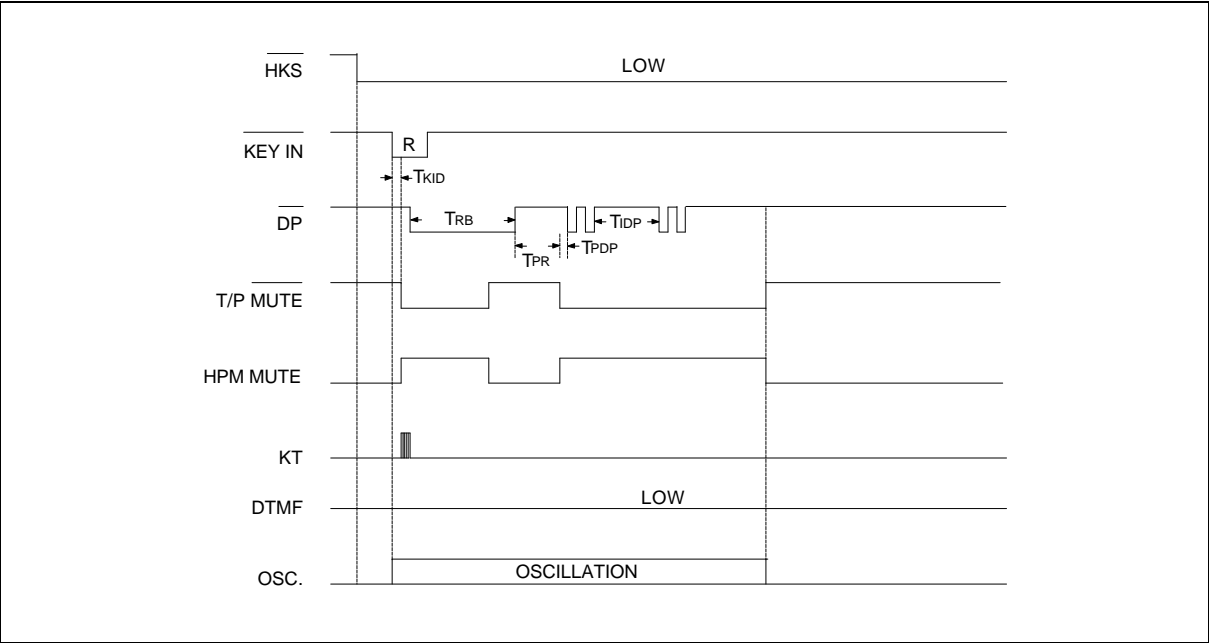 HKS
LOW
KEY IN
R
TKID
DP
TRB
TIDP
TPR
TPDP
T/P MUTE
HPM MUTE
KT
DTMF
LOW
OSC.
OSCILLATION